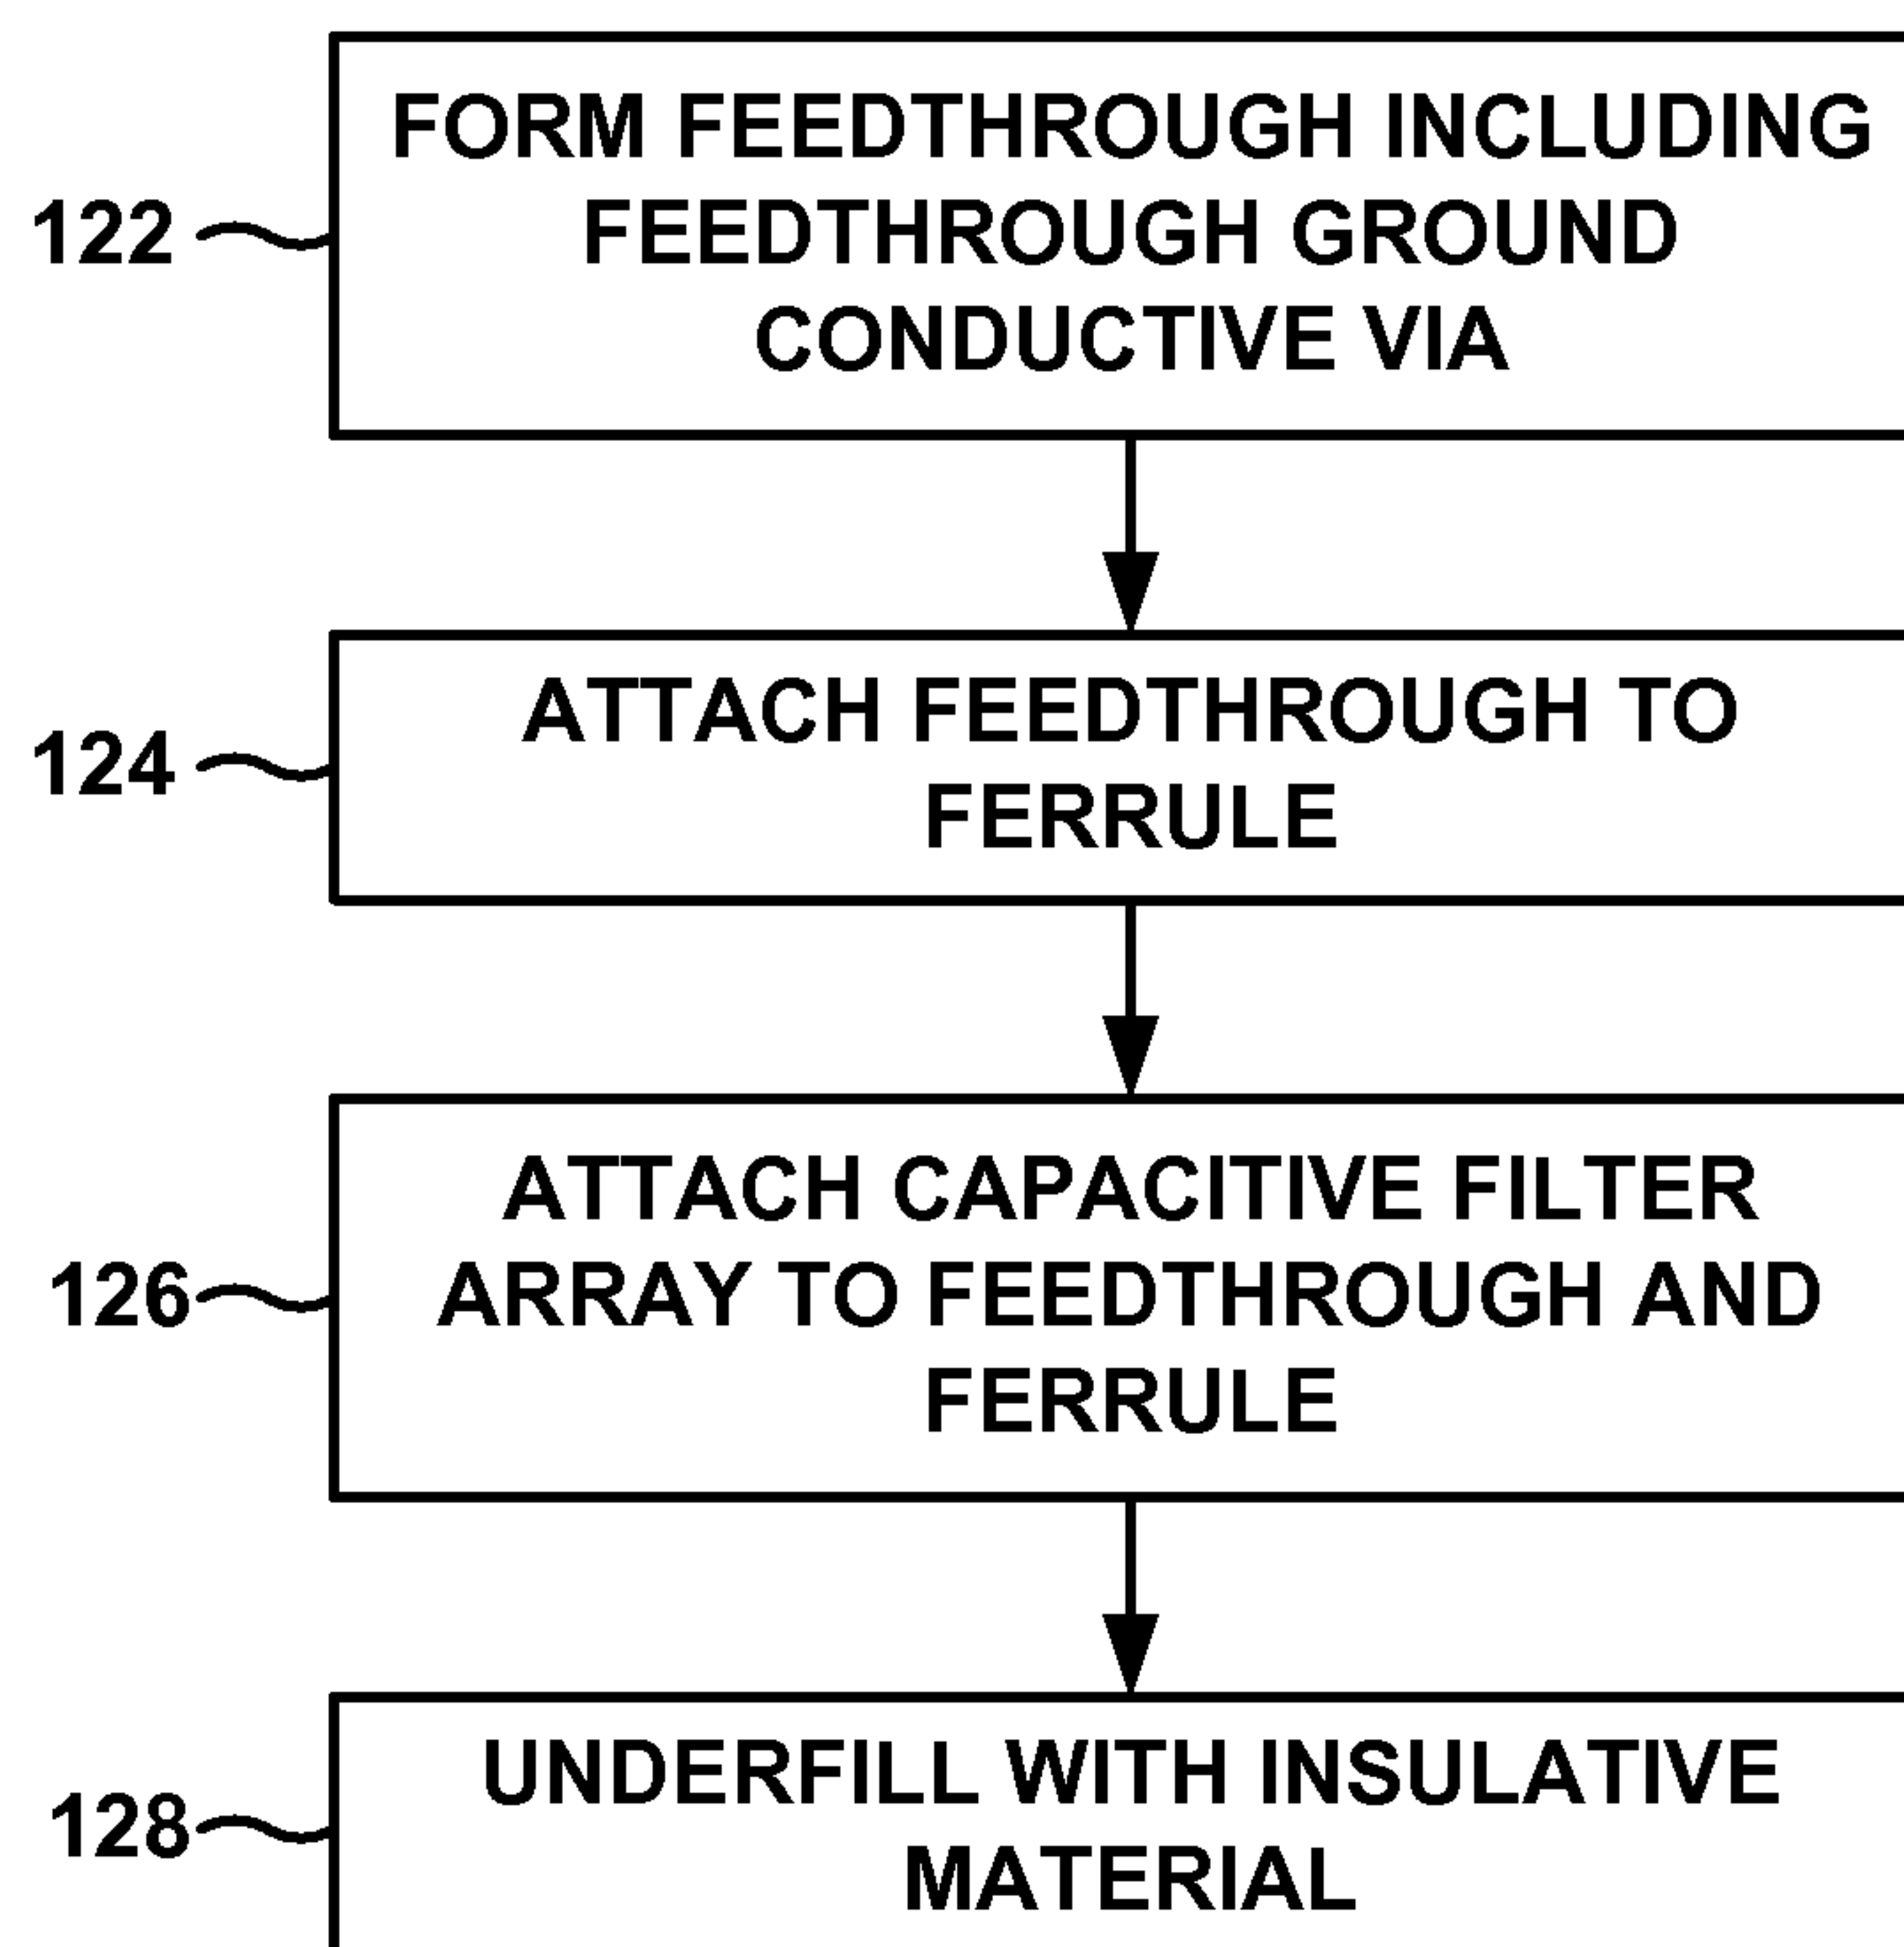 FORM FEEDTHROUGH INCLUDING
122
FEEDTHROUGH GROUND
CONDUCTIVE VIA
ATTACH FEEDTHROUGH TO
124
FERRULE
ATTACH CAPACITIVE FILTER
126
ARRAY TO FEEDTHROUGH AND
FERRULE
UNDERFILL WITH INSULATIVE
128
MATERIAL